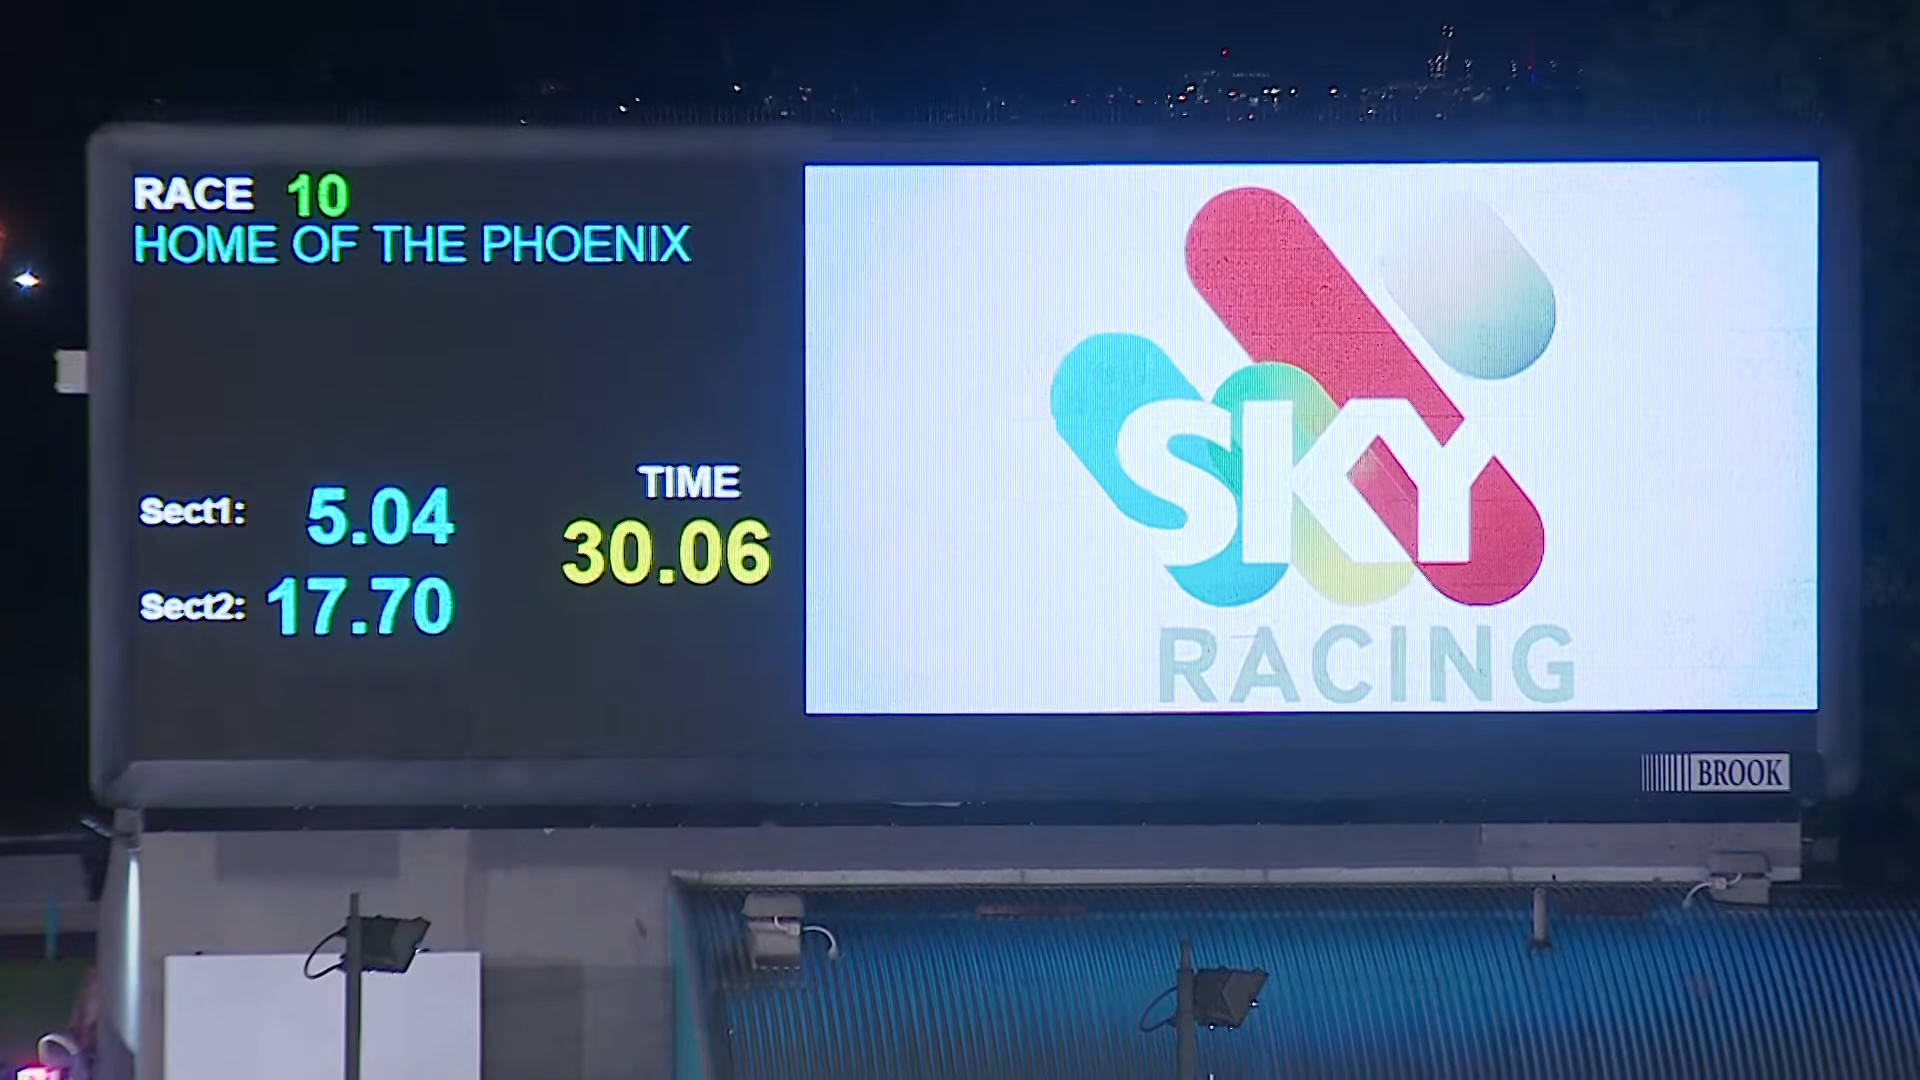 RACE 10
HOME OF THE PHOENIX
TIME
Sect1: 5.04
30.06
Sect2: 17.70
SKY
RACING
BROOK